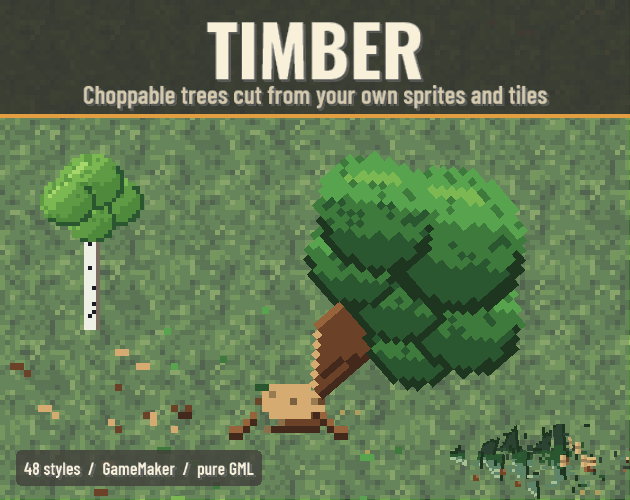 TIMBER
Choppable trees cut from your own sprites and tiles
48 styles / GameMaker / pure GML